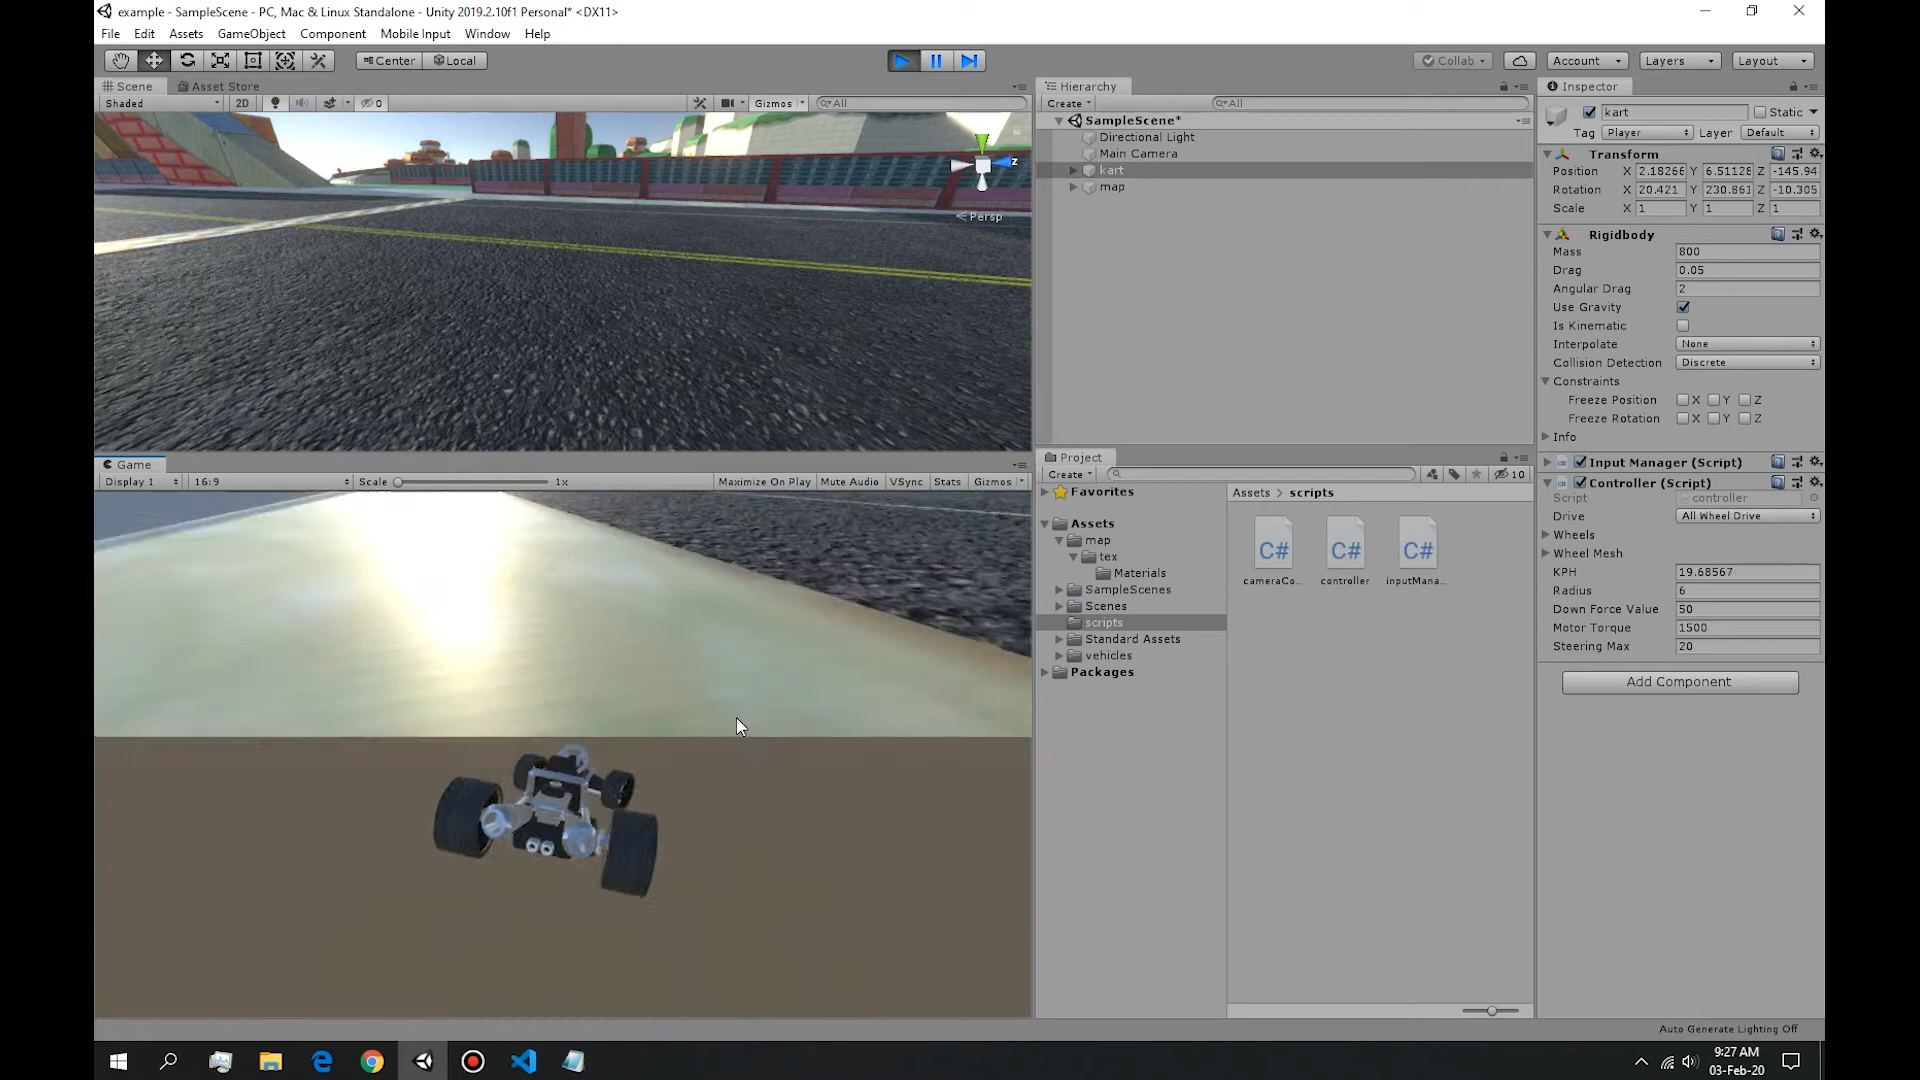 example - SampleScene - PC, Mac & Linux Standalone - Unity 2019.2.10f1 Personal* <DX11>
File Edit Assets GameObject Component Mobile Input Window Help
Center Local Collab Account Layers Layout
Scene Asset Store
Shaded 2D 0 Gizmos All
z
Persp
Game
Display 1 16:9 Scale 1x Maximize On Play Mute Audio VSync Stats Gizmos
Hierarchy
Create All
SampleScene*
Directional Light
Main Camera
kart
map
Project
Create 10
Favorites
Assets
map
tex
Materials
SampleScenes
Scenes
scripts
Standard Assets
vehicles
Packages
Assets > scripts
C# C# C#
cameraCo... controller inputMana...
Inspector
kart Static
Tag Player Layer Default
Transform
Position X 2.18266 Y 6.51128 Z -145.94
Rotation X 20.421 Y 230.861 Z -10.305
Scale X 1 Y 1 Z 1
Rigidbody
Mass 800
Drag 0.05
Angular Drag 2
Use Gravity
Is Kinematic
Interpolate None
Collision Detection Discrete
Constraints
Freeze Position X Y Z
Freeze Rotation X Y Z
Info
Input Manager (Script)
Controller (Script)
Script controller
Drive All Wheel Drive
Wheels
Wheel Mesh
KPH 19.68567
Radius 6
Down Force Value 50
Motor Torque 1500
Steering Max 20
Add Component
Auto Generate Lighting Off
9:27 AM
03-Feb-20